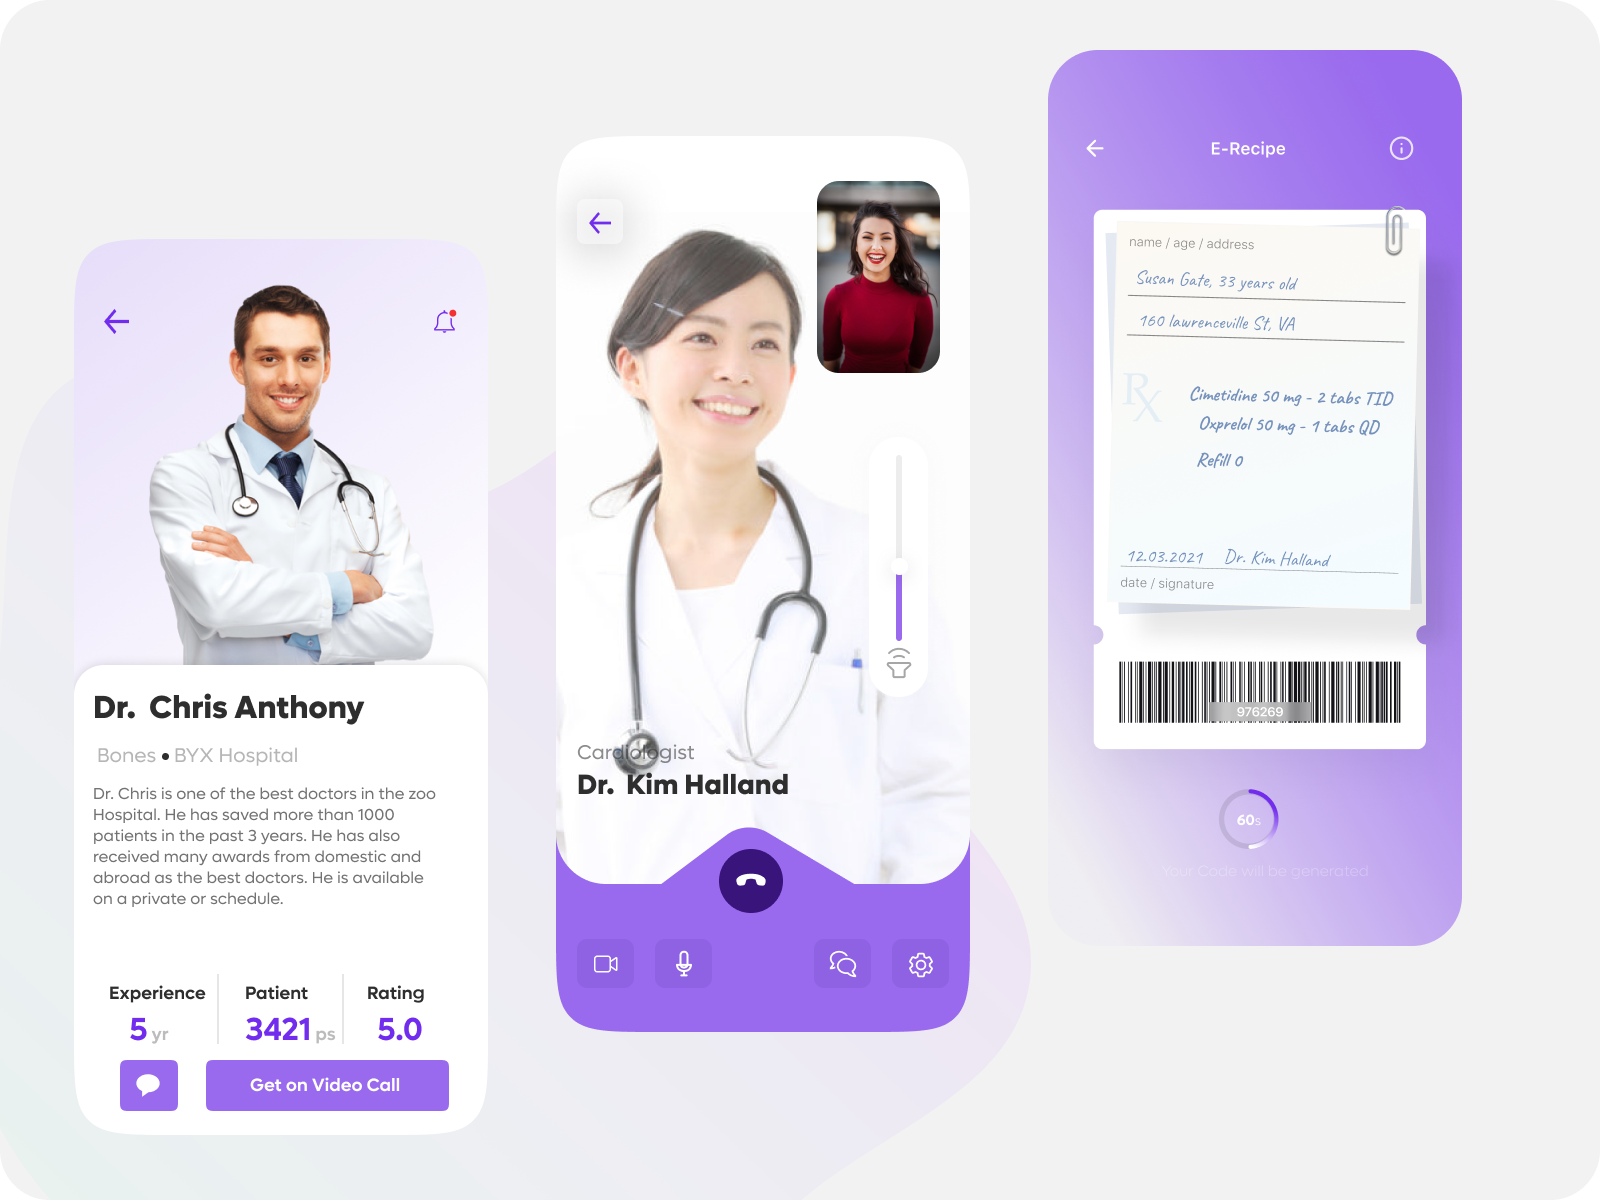 Dr. Chris Anthony
Bones • BYX Hospital
Dr. Chris is one of the best doctors in the zoo
Hospital. He has saved more than 1000
patients in the past 3 years. He has also
received many awards from domestic and
abroad as the best doctors. He is available
on a private or schedule.
Experience Patient Rating
5 yr 3421 ps 5.0
Get on Video Call
Cardiologist
Dr. Kim Halland
E-Recipe
name / age / address
Susan Gate, 33 years old
160 lawrenceville St, VA
Rx
Cimetidine 50 mg - 2 tabs TID
Oxprelol 50 mg - 1 tabs QD
Refill 0
12.03.2021 Dr. Kim Halland
date / signature
976269
60s
Your Code will be generated